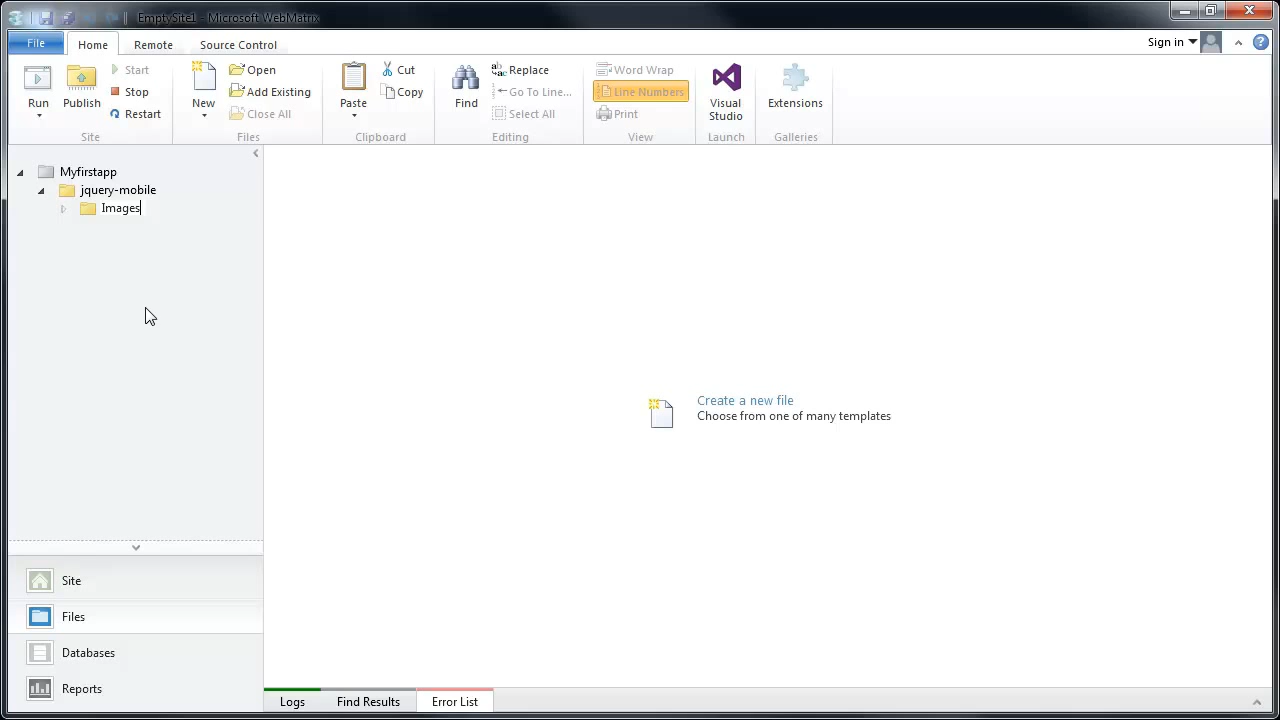 EmptySite1 - Microsoft WebMatrix
File
Home
Remote
Source Control
Sign in
Run
Publish
Start
Stop
Restart
Site
New
Open
Add Existing
Close All
Files
Paste
Cut
Copy
Clipboard
Find
Replace
Go To Line...
Select All
Editing
Word Wrap
Line Numbers
Print
View
Visual
Studio
Launch
Extensions
Galleries
Myfirstapp
jquery-mobile
Images
Create a new file
Choose from one of many templates
Site
Files
Databases
Reports
Logs
Find Results
Error List